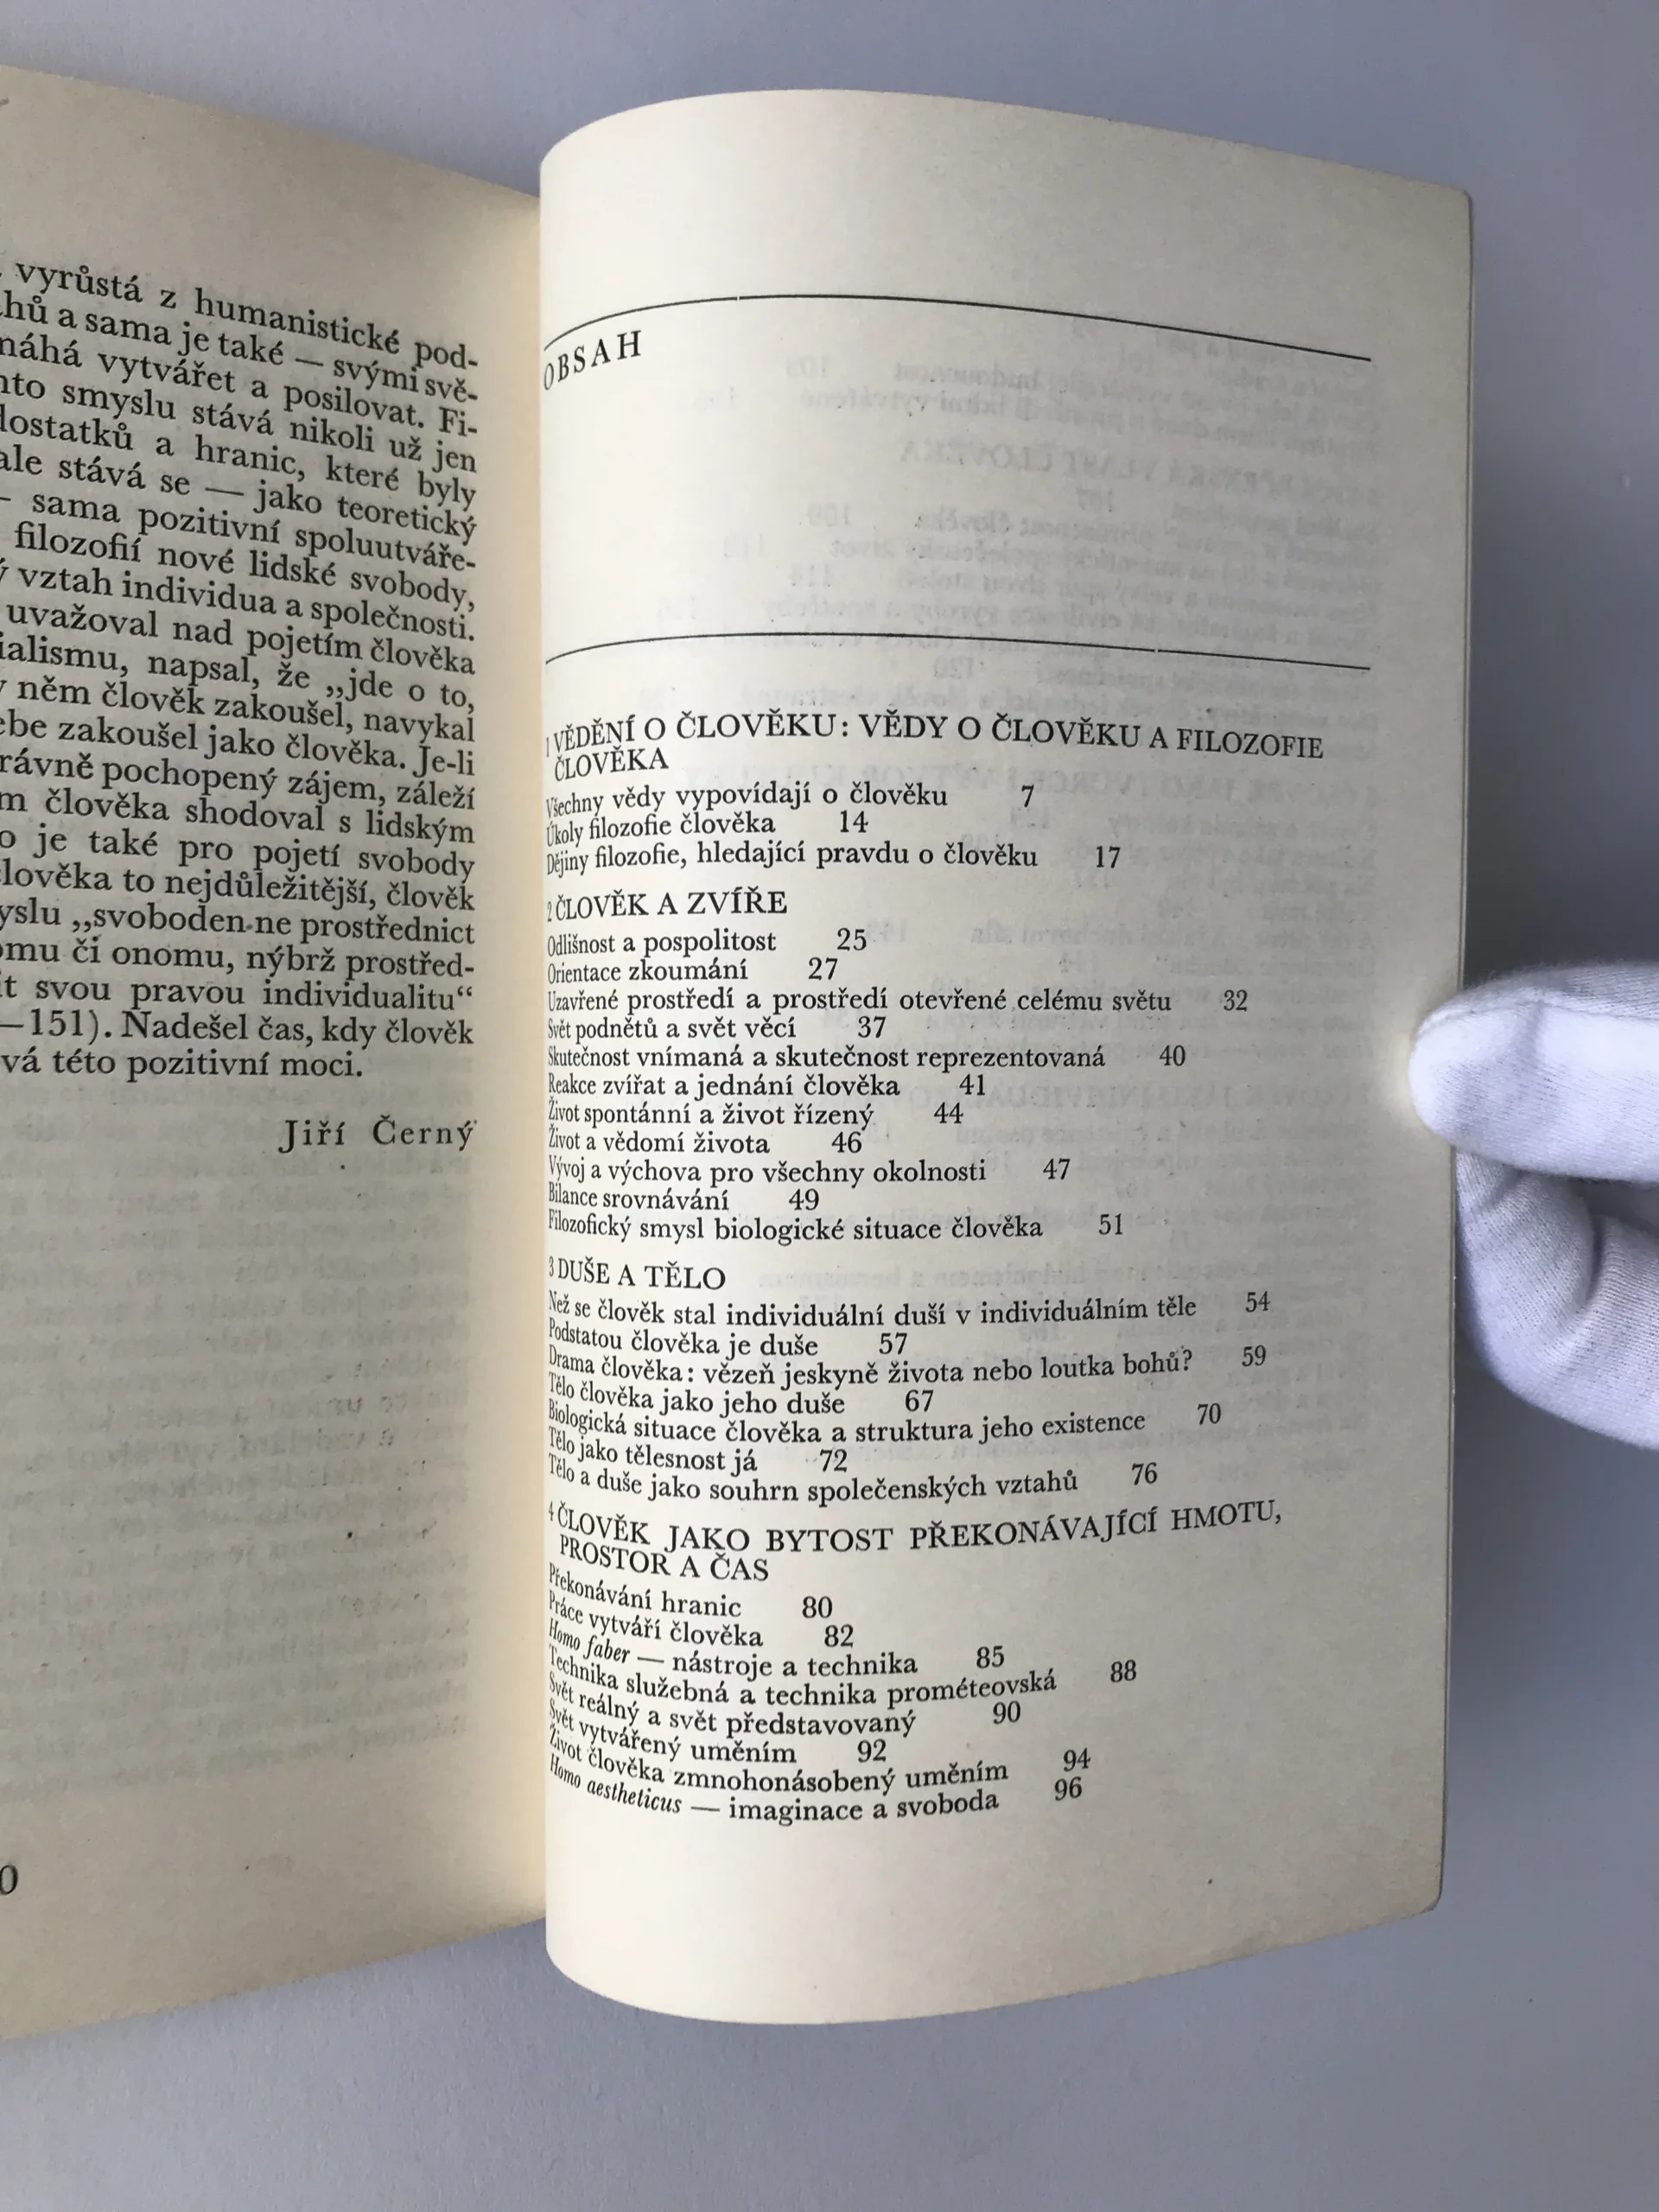 vyrůstá z humanistické pod-
a sama je také — svými svě-
vytvářet a posilovat. Fi-
smyslu stává nikoli už jen
a hranic, které byly
ale stává se — jako teoretický
— sama pozitivní spoluutváře-
filozofií nové lidské svobody,
vztah individua a společnosti.
uvažoval nad pojetím člověka
napsal, že „jde o to,
něm člověk zakoušel, navykal
zakoušel jako člověka. Je-li
pochopený zájem, záleží
člověka shodoval s lidským
je také pro pojetí svobody
člověka to nejdůležitější, člověk
„svoboden ne prostřednict
či onomu, nýbrž prostřed-
svou pravou individualitu“
—151). Nadešel čas, kdy člověk
této pozitivní moci.
Jiří Černý
OBSAH
1 VĚDĚNÍ O ČLOVĚKU: VĚDY O ČLOVĚKU A FILOZOFIE
ČLOVĚKA
Všechny vědy vypovídají o člověku 7
Úkoly filozofie člověka 14
Dějiny filozofie, hledající pravdu o člověku 17
2 ČLOVĚK A ZVÍŘE
Odlišnost a pospolitost 25
Orientace zkoumání 27
Uzavřené prostředí a prostředí otevřené celému světu 32
Svět podnětů a svět věcí 37
Skutečnost vnímaná a skutečnost reprezentovaná 40
Reakce zvířat a jednání člověka 41
Život spontánní a život řízený 44
Život a vědomí života 46
Vývoj a výchova pro všechny okolnosti 47
Bilance srovnávání 49
Filozofický smysl biologické situace člověka 51
3 DUŠE A TĚLO
Než se člověk stal individuální duší v individuálním těle 54
Podstatou člověka je duše 57
Drama člověka: vězeň jeskyně života nebo loutka bohů? 59
Tělo člověka jako jeho duše 67
Biologická situace člověka a struktura jeho existence 70
Tělo jako tělesnost já 72
Tělo a duše jako souhrn společenských vztahů 76
4 ČLOVĚK JAKO BYTOST PŘEKONÁVAJÍCÍ HMOTU,
PROSTOR A ČAS
Překonávání hranic 80
Práce vytváří člověka 82
Homo faber — nástroje a technika 85
Technika služebná a technika prométeovská 88
Svět reálný a svět představovaný 90
Svět vytvářený uměním 92
Život člověka zmnohonásobený uměním 94
Homo aestheticus — imaginace a svoboda 96